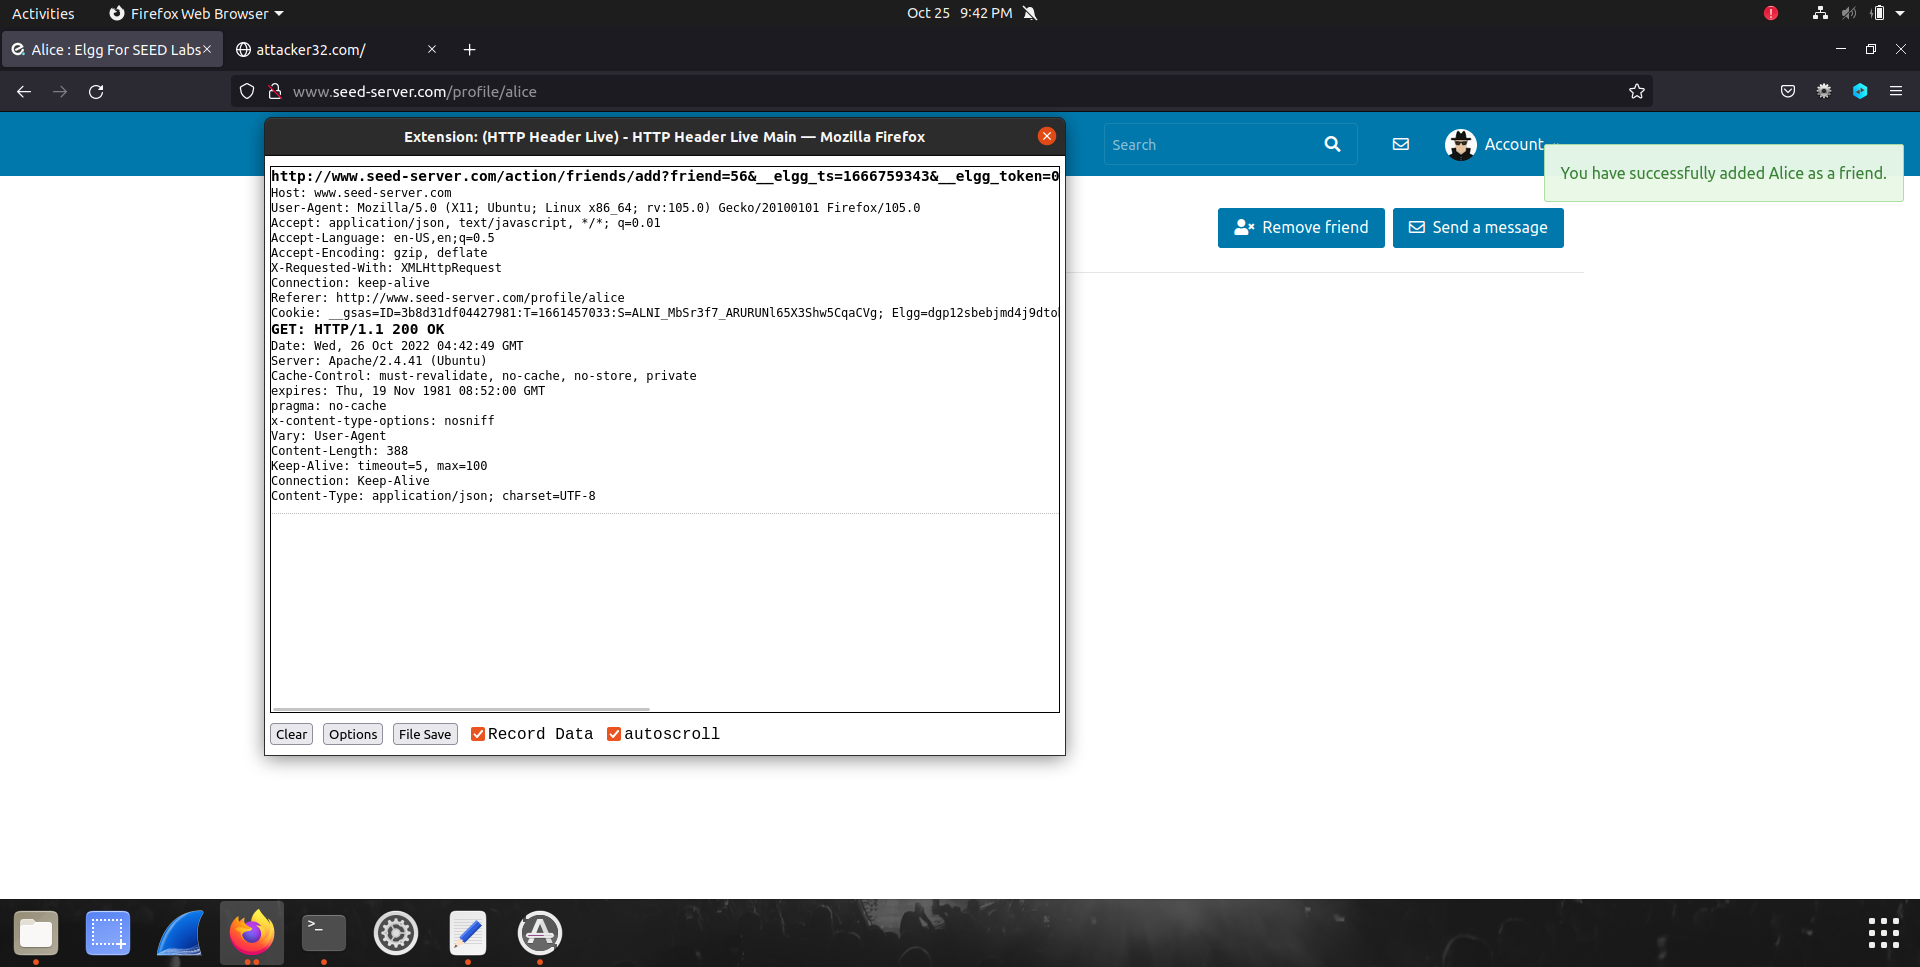 Activities
Firefox Web Browser
Oct 25 9:42 PM
Alice : Elgg For SEED Labs
attacker32.com/
www.seed-server.com/profile/alice
Extension: (HTTP Header Live) - HTTP Header Live Main — Mozilla Firefox
Search
Account
You have successfully added Alice as a friend.
Remove friend
Send a message
http://www.seed-server.com/action/friends/add?friend=56&__elgg_ts=1666759343&__elgg_token=0
Host: www.seed-server.com
User-Agent: Mozilla/5.0 (X11; Ubuntu; Linux x86_64; rv:105.0) Gecko/20100101 Firefox/105.0
Accept: application/json, text/javascript, */*; q=0.01
Accept-Language: en-US,en;q=0.5
Accept-Encoding: gzip, deflate
X-Requested-With: XMLHttpRequest
Connection: keep-alive
Referer: http://www.seed-server.com/profile/alice
Cookie: __gsas=ID=3b8d31df04427981:T=1661457033:S=ALNI_MbSr3f7_ARURUNl65X3Shw5CqaCVg; Elgg=dgp12sbebjmd4j9dto
GET: HTTP/1.1 200 OK
Date: Wed, 26 Oct 2022 04:42:49 GMT
Server: Apache/2.4.41 (Ubuntu)
Cache-Control: must-revalidate, no-cache, no-store, private
expires: Thu, 19 Nov 1981 08:52:00 GMT
pragma: no-cache
x-content-type-options: nosniff
Vary: User-Agent
Content-Length: 388
Keep-Alive: timeout=5, max=100
Connection: Keep-Alive
Content-Type: application/json; charset=UTF-8
Clear
Options
File Save
Record Data
autoscroll